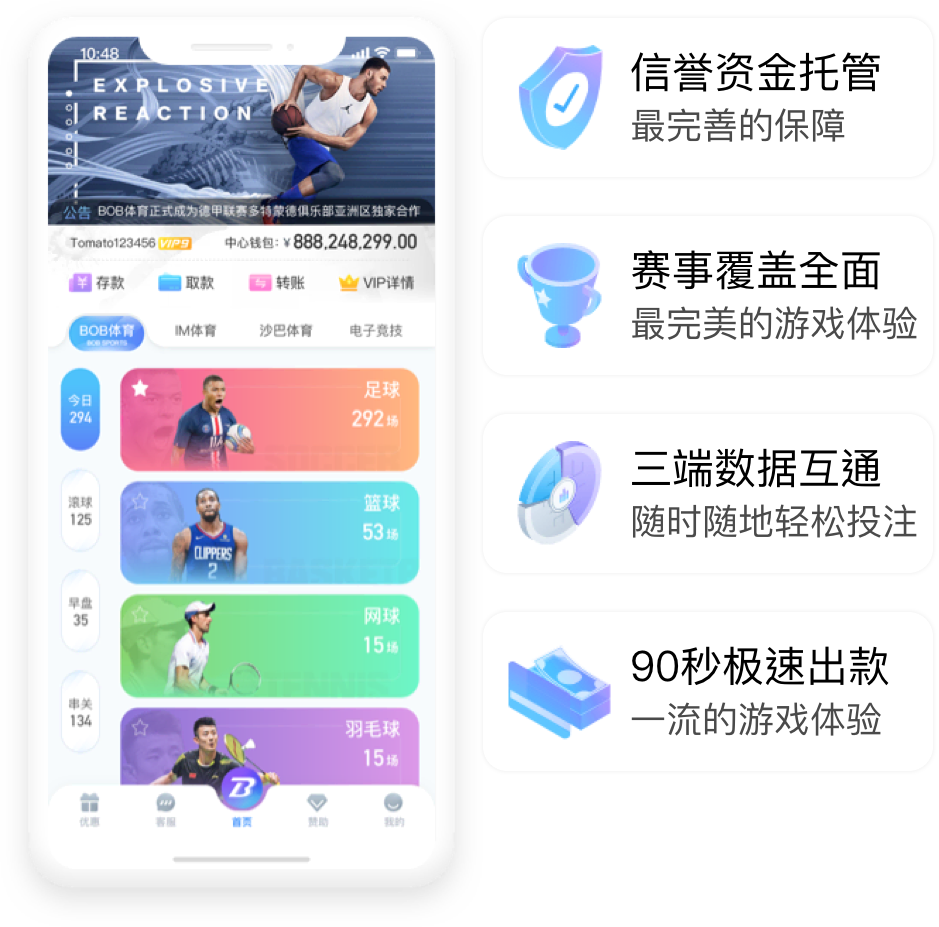 10:48
EXPLOSIVE
REACTION
公告 BOB体育正式成为德甲联赛多特蒙德俱乐部亚洲区独家合作
Tomato123456 VIP9 中心钱包: ¥ 888,248,299.00
存款 取款 转账 VIP详情
BOB体育 IM体育 沙巴体育 电子竞技
BOB SPORTS
今日
294
足球
292场
滚球
125
篮球
53场
CLIPPERS
2
早盘
35
网球
15场
串关
134
羽毛球
15场
优惠 客服 首页 赞助 我的
信誉资金托管
最完善的保障
赛事覆盖全面
最完美的游戏体验
三端数据互通
随时随地轻松投注
90秒极速出款
一流的游戏体验